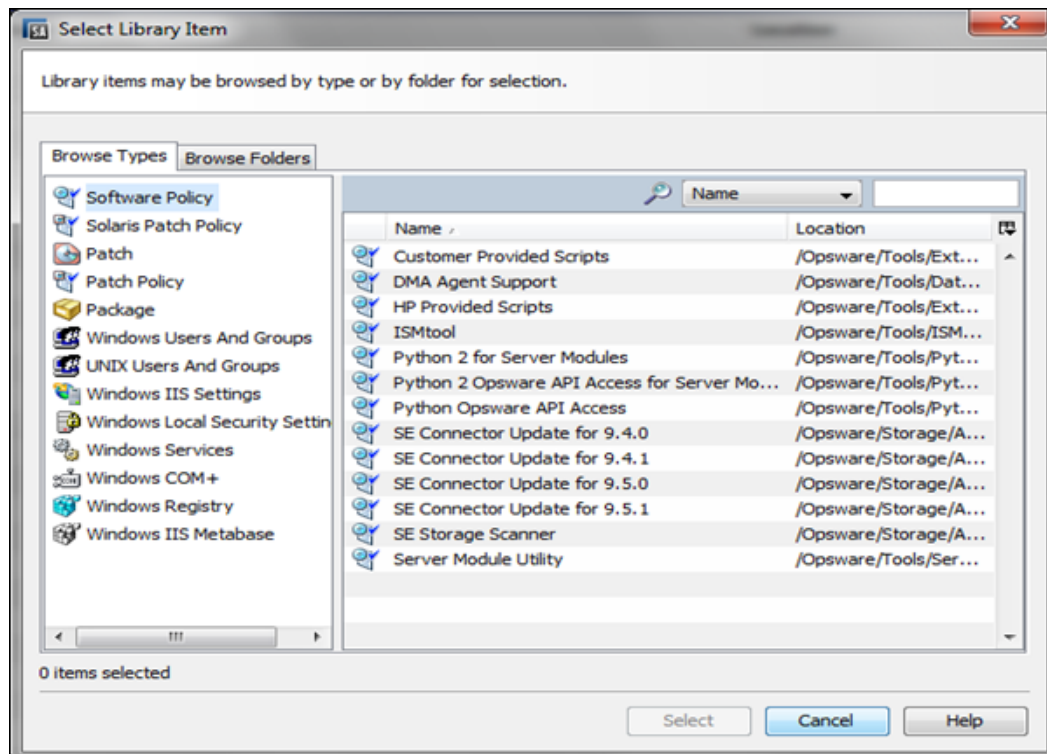 SA Select Library Item
Library items may be browsed by type or by folder for selection.
Browse Types Browse Folders
Software Policy
Solaris Patch Policy
Patch
Patch Policy
Package
Windows Users And Groups
UNIX Users And Groups
Windows IIS Settings
Windows Local Security Settin
Windows Services
Windows COM+
Windows Registry
Windows IIS Metabase
Name
Name Location
Customer Provided Scripts /Opsware/Tools/Ext...
DMA Agent Support /Opsware/Tools/Dat...
HP Provided Scripts /Opsware/Tools/Ext...
ISMtool /Opsware/Tools/ISM...
Python 2 for Server Modules /Opsware/Tools/Pyt...
Python 2 Opsware API Access for Server Mo... /Opsware/Tools/Pyt...
Python Opsware API Access /Opsware/Tools/Pyt...
SE Connector Update for 9.4.0 /Opsware/Storage/A...
SE Connector Update for 9.4.1 /Opsware/Storage/A...
SE Connector Update for 9.5.0 /Opsware/Storage/A...
SE Connector Update for 9.5.1 /Opsware/Storage/A...
SE Storage Scanner /Opsware/Storage/A...
Server Module Utility /Opsware/Tools/Ser...
0 items selected
Select Cancel Help